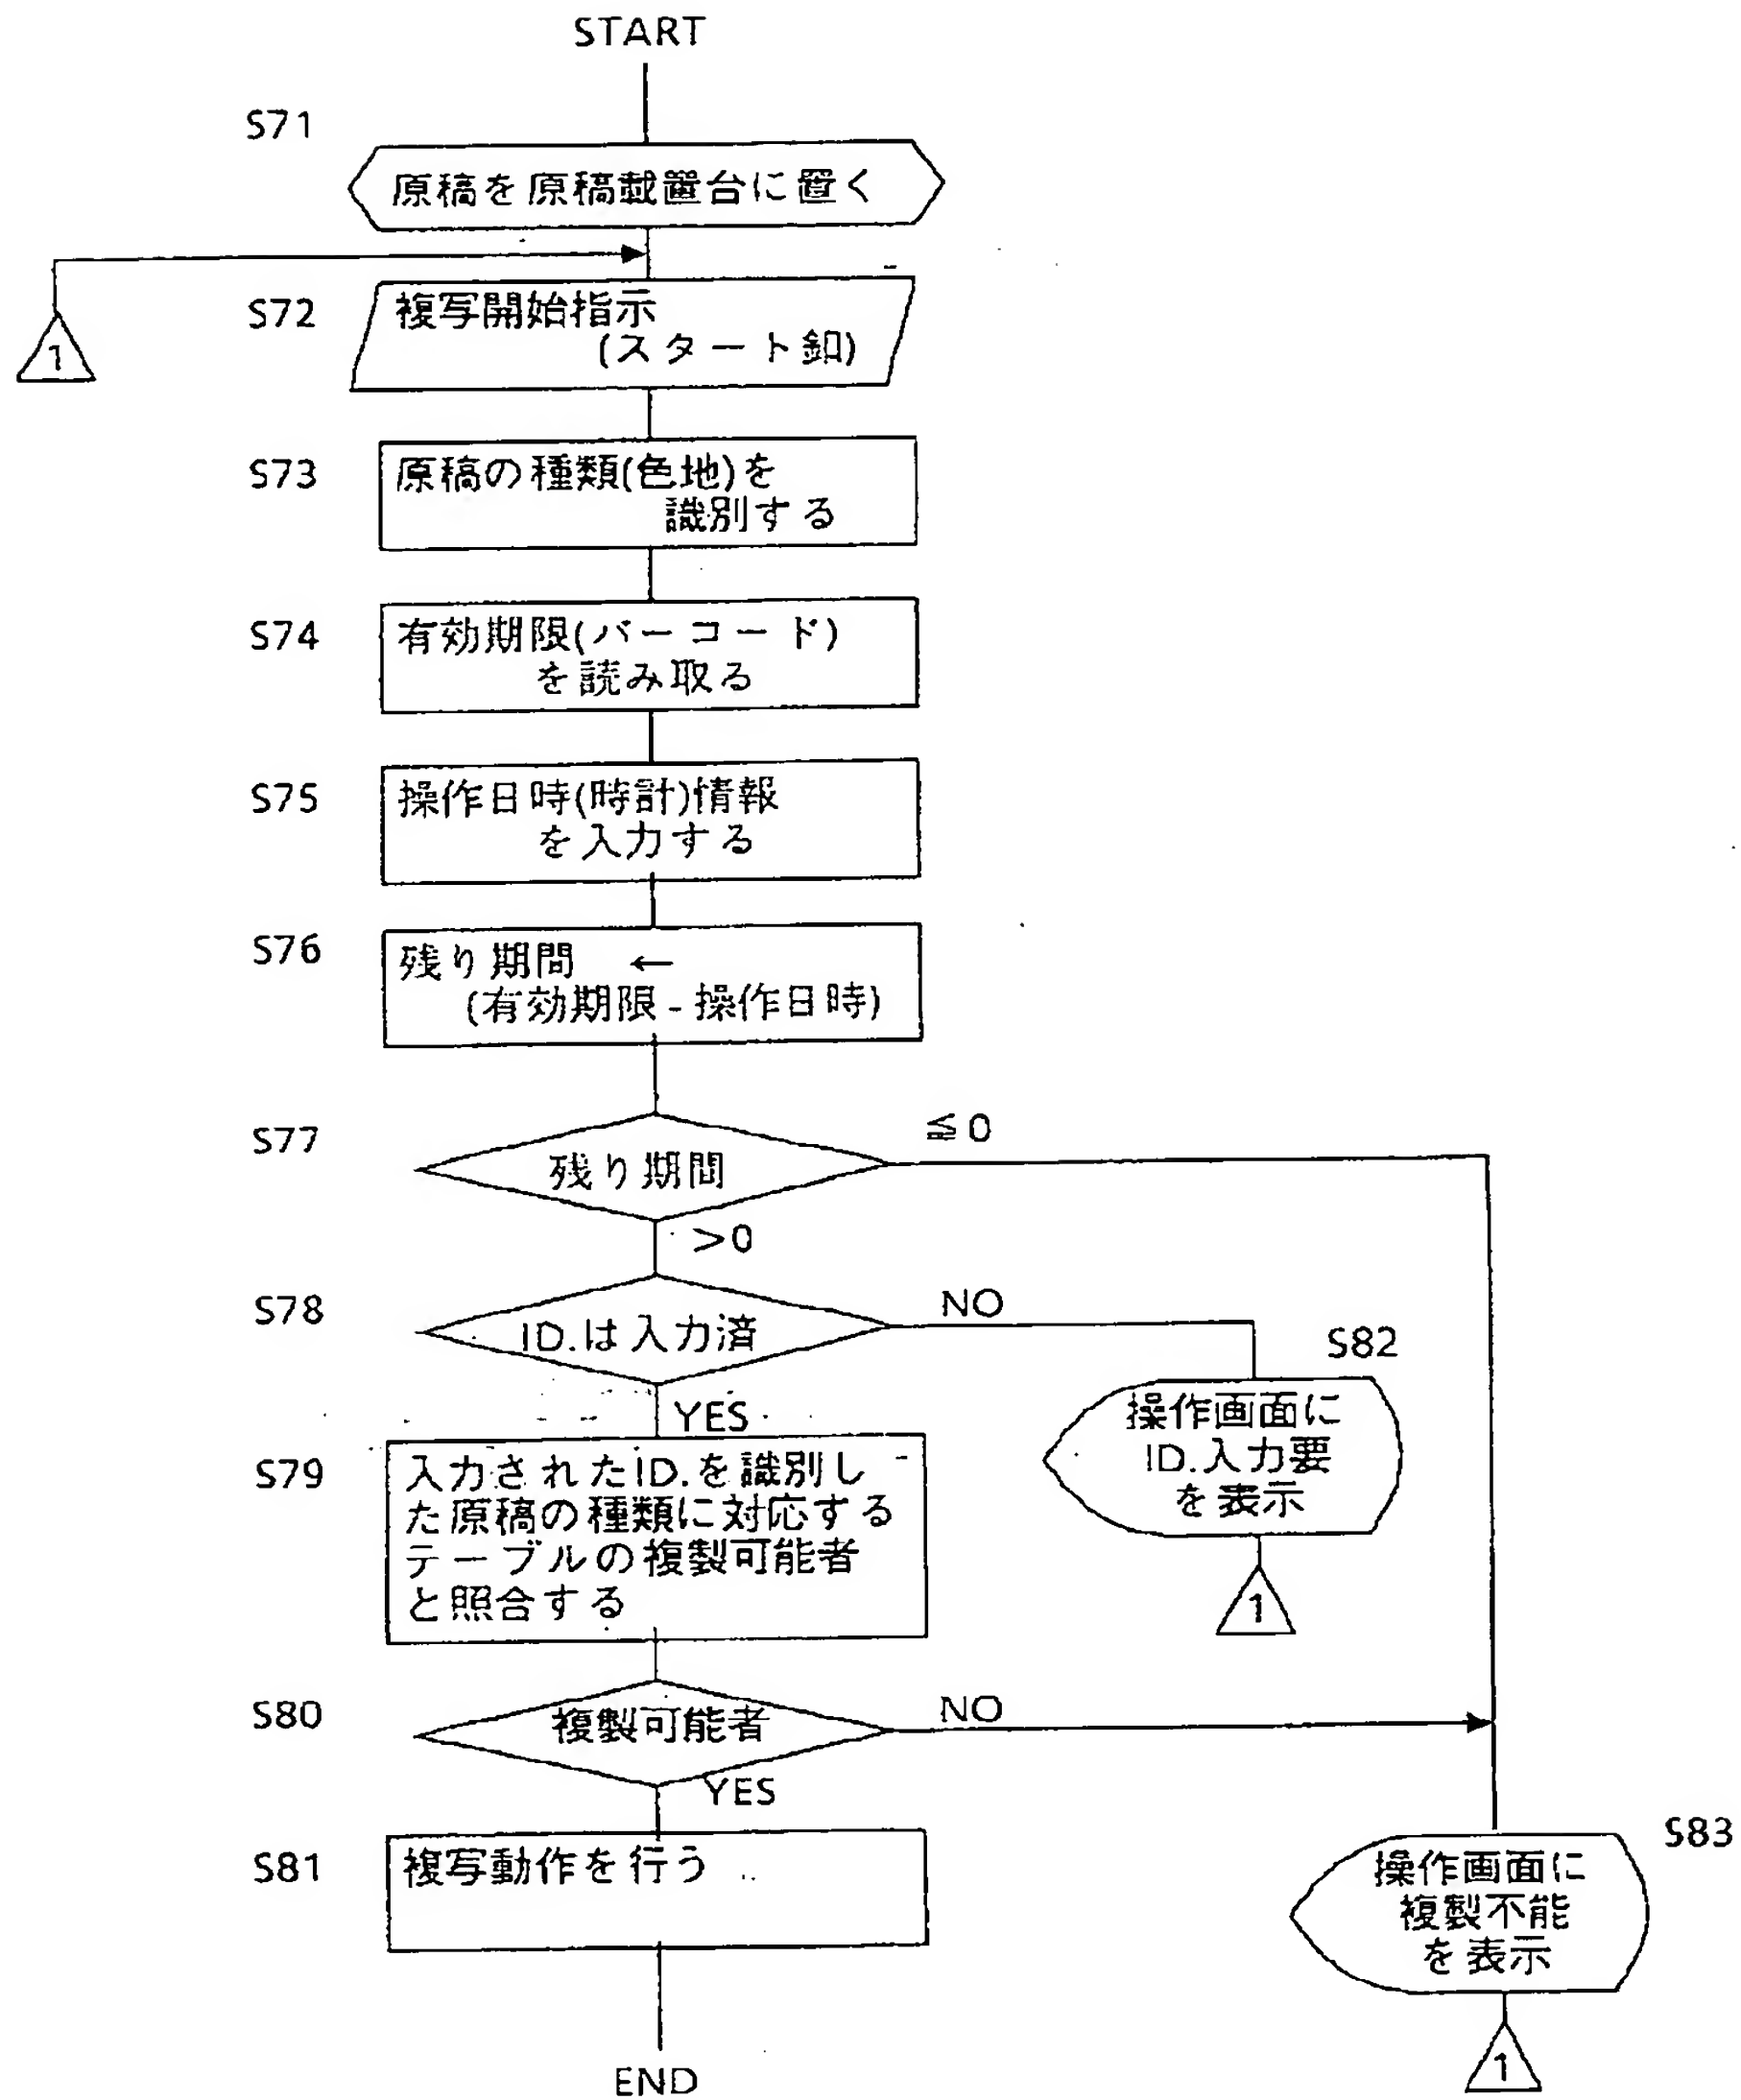 START
S71
原稿を原稿載置台に置く
1
S72
複写開始指示
(スタート釦)
S73
原稿の種類(色地)を
識別する
S74
有効期限(バーコード)
を読み取る
S75
操作日時(時計)情報
を入力する
S76
残り期間 ←
(有効期限-操作日時)
S77
残り期間
≦0
>0
S78
ID.は入力済
NO
YES
S82
操作画面に
ID.入力要
を表示
1
S79
入力されたID.を識別し
た原稿の種類に対応する
テーブルの複製可能者
と照合する
S80
複製可能者
NO
YES
S81
複写動作を行う
S83
操作画面に
複製不能
を表示
1
END